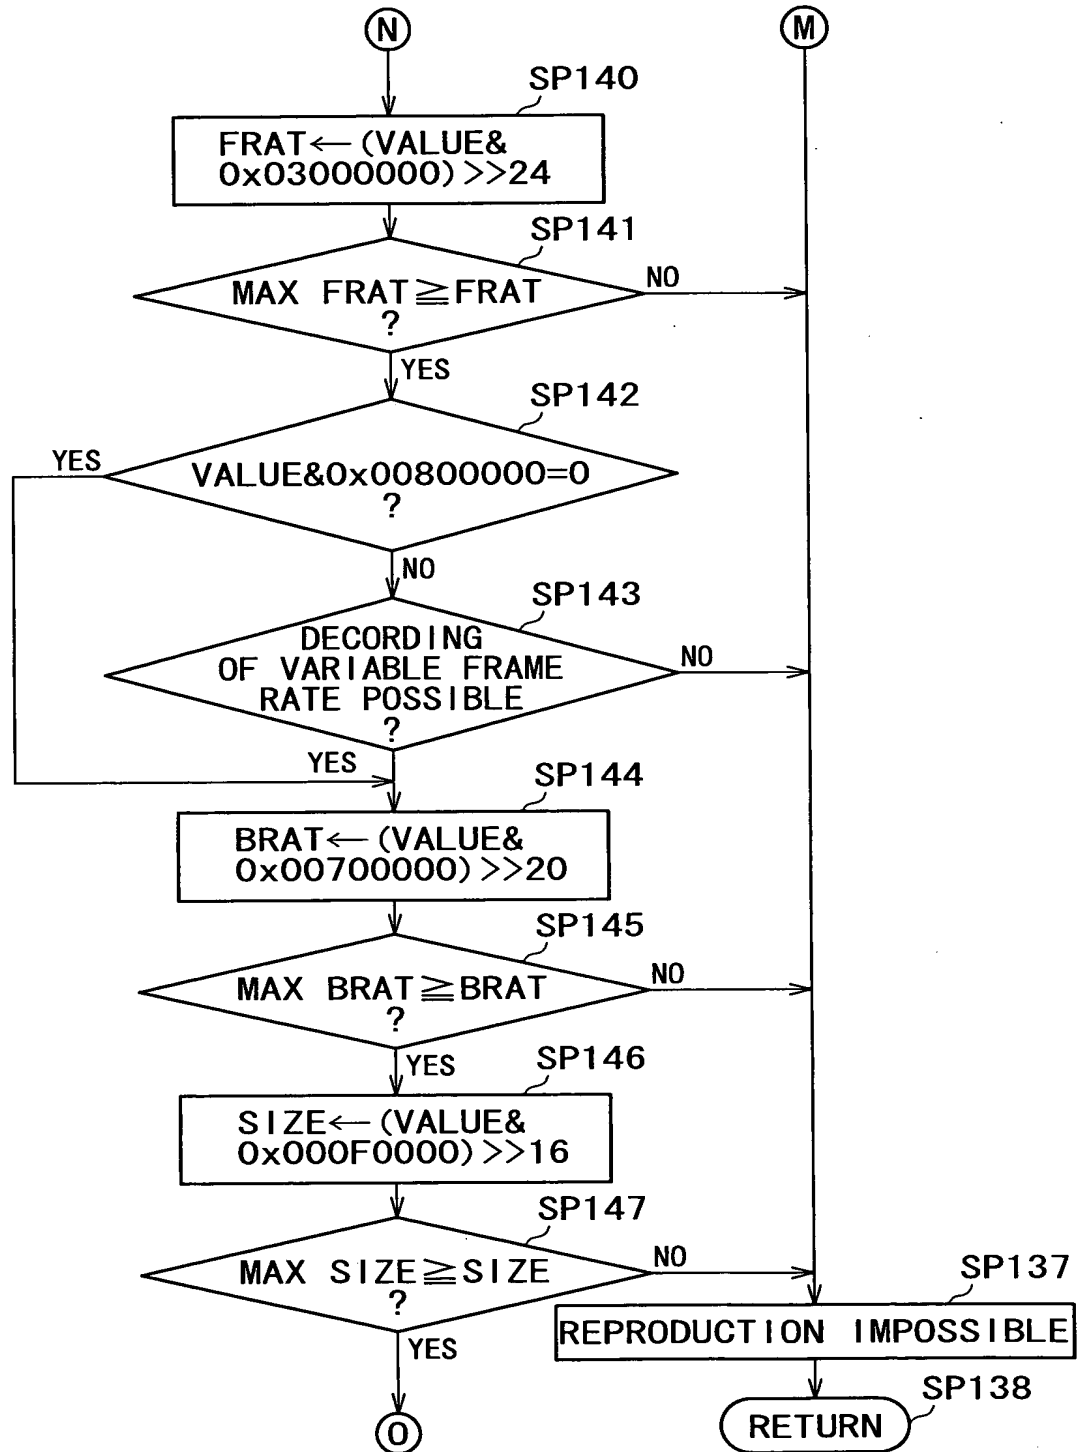 N
M
SP140
FRAT←(VALUE&
0x03000000)>>24
SP141
MAX FRAT≧FRAT
?
NO
YES
SP142
YES
VALUE&0x00800000=0
?
NO
SP143
DECORDING
OF VARIABLE FRAME
RATE POSSIBLE
?
NO
YES
SP144
BRAT←(VALUE&
0x00700000)>>20
SP145
MAX BRAT≧BRAT
?
NO
YES
SP146
SIZE←(VALUE&
0x000F0000)>>16
SP147
MAX SIZE≧SIZE
?
NO
YES
SP137
REPRODUCTION IMPOSSIBLE
SP138
RETURN
O